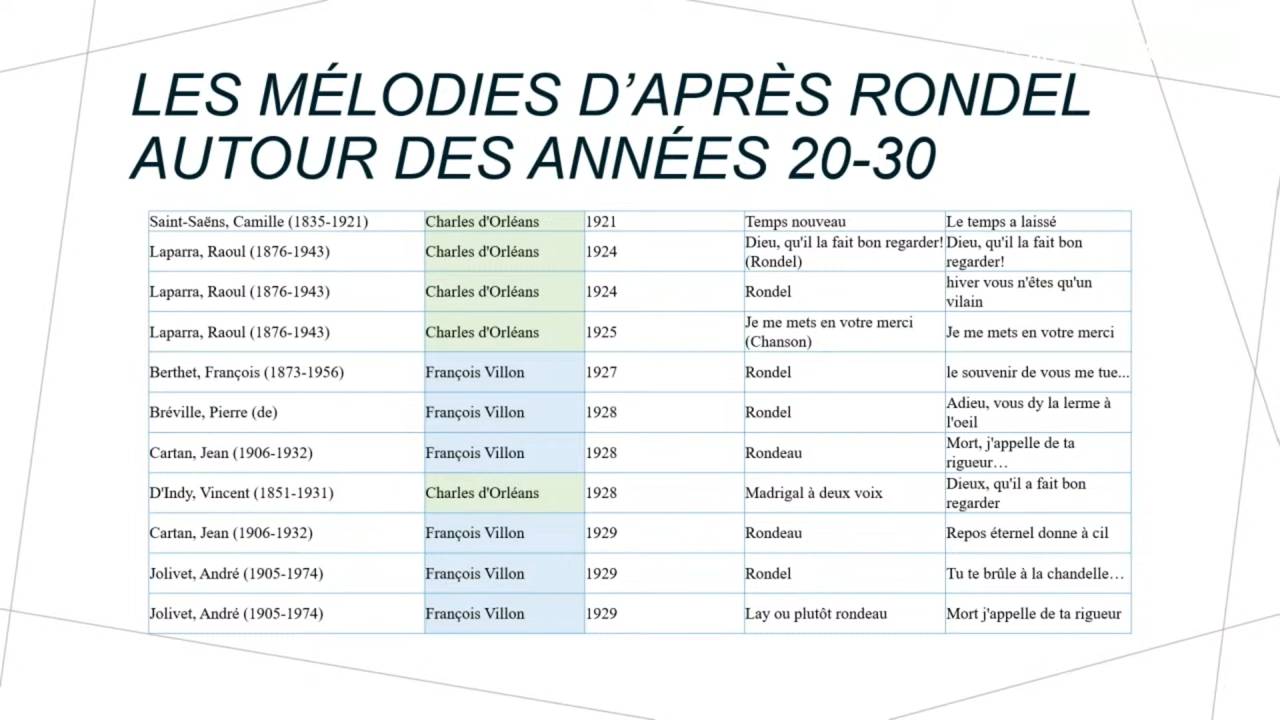 LES MÉLODIES D'APRÈS RONDEL
AUTOUR DES ANNÉES 20-30
Saint-Saëns, Camille (1835-1921) Charles d'Orléans 1921 Temps nouveau Le temps a laissé
Laparra, Raoul (1876-1943) Charles d'Orléans 1924 Dieu, qu'il la fait bon regarder! (Rondel) Dieu, qu'il la fait bon regarder!
Laparra, Raoul (1876-1943) Charles d'Orléans 1924 Rondel hiver vous n'êtes qu'un vilain
Laparra, Raoul (1876-1943) Charles d'Orléans 1925 Je me mets en votre merci (Chanson) Je me mets en votre merci
Berthet, François (1873-1956) François Villon 1927 Rondel le souvenir de vous me tue...
Bréville, Pierre (de) François Villon 1928 Rondel Adieu, vous dy la lerme à l'oeil
Cartan, Jean (1906-1932) François Villon 1928 Rondeau Mort, j'appelle de ta rigueur…
D'Indy, Vincent (1851-1931) Charles d'Orléans 1928 Madrigal à deux voix Dieux, qu'il a fait bon regarder
Cartan, Jean (1906-1932) François Villon 1929 Rondeau Repos éternel donne à cil
Jolivet, André (1905-1974) François Villon 1929 Rondel Tu te brûle à la chandelle…
Jolivet, André (1905-1974) François Villon 1929 Lay ou plutôt rondeau Mort j'appelle de ta rigueur